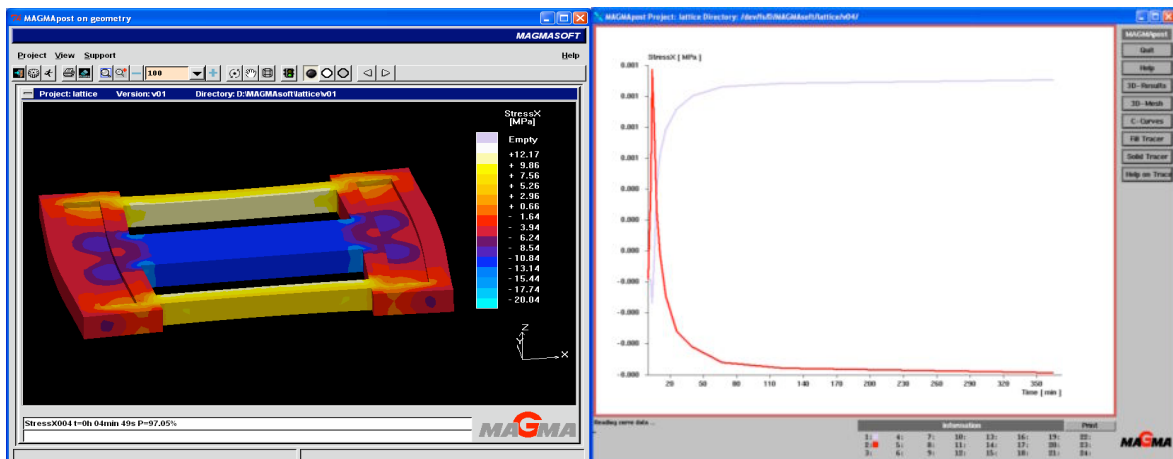 MAGMApost on geometry
MAGMASOFT
Project View Support Help
100
Project: lattice Version: v01 Directory: D:\MAGMAsoft\lattice\v01
StressX
[MPa]
Empty
+12.17
+ 9.86
+ 7.56
+ 5.26
+ 2.96
+ 0.66
- 1.64
- 3.94
- 6.24
- 8.54
- 10.84
- 13.14
- 15.44
- 17.74
- 20.04
Z
Y
X
StressX004 t=0h 04min 49s P=97.05%
MAGMA
MAGMApost Project: lattice Directory: /dev/fs/D/MAGMAsoft/lattice/v04/
MAGMApost
Quit
Help
3D-Results
3D-Mesh
C-Curves
Fill Tracer
Solid Tracer
Help on Trace
StressX [ MPa ]
0.001
0.001
0.001
0.001
0.000
0.000
0.000
-0.000
-0.000
-0.000
-0.000
20 50 80 110 140 170 200 230 260 290 320 350
Time [ min ]
Reading curve data ...
Information Print
1: 4: 7: 10: 13: 16: 19: 22:
2: 5: 8: 11: 14: 17: 20: 23:
3: 6: 9: 12: 15: 18: 21: 24:
MAGMA